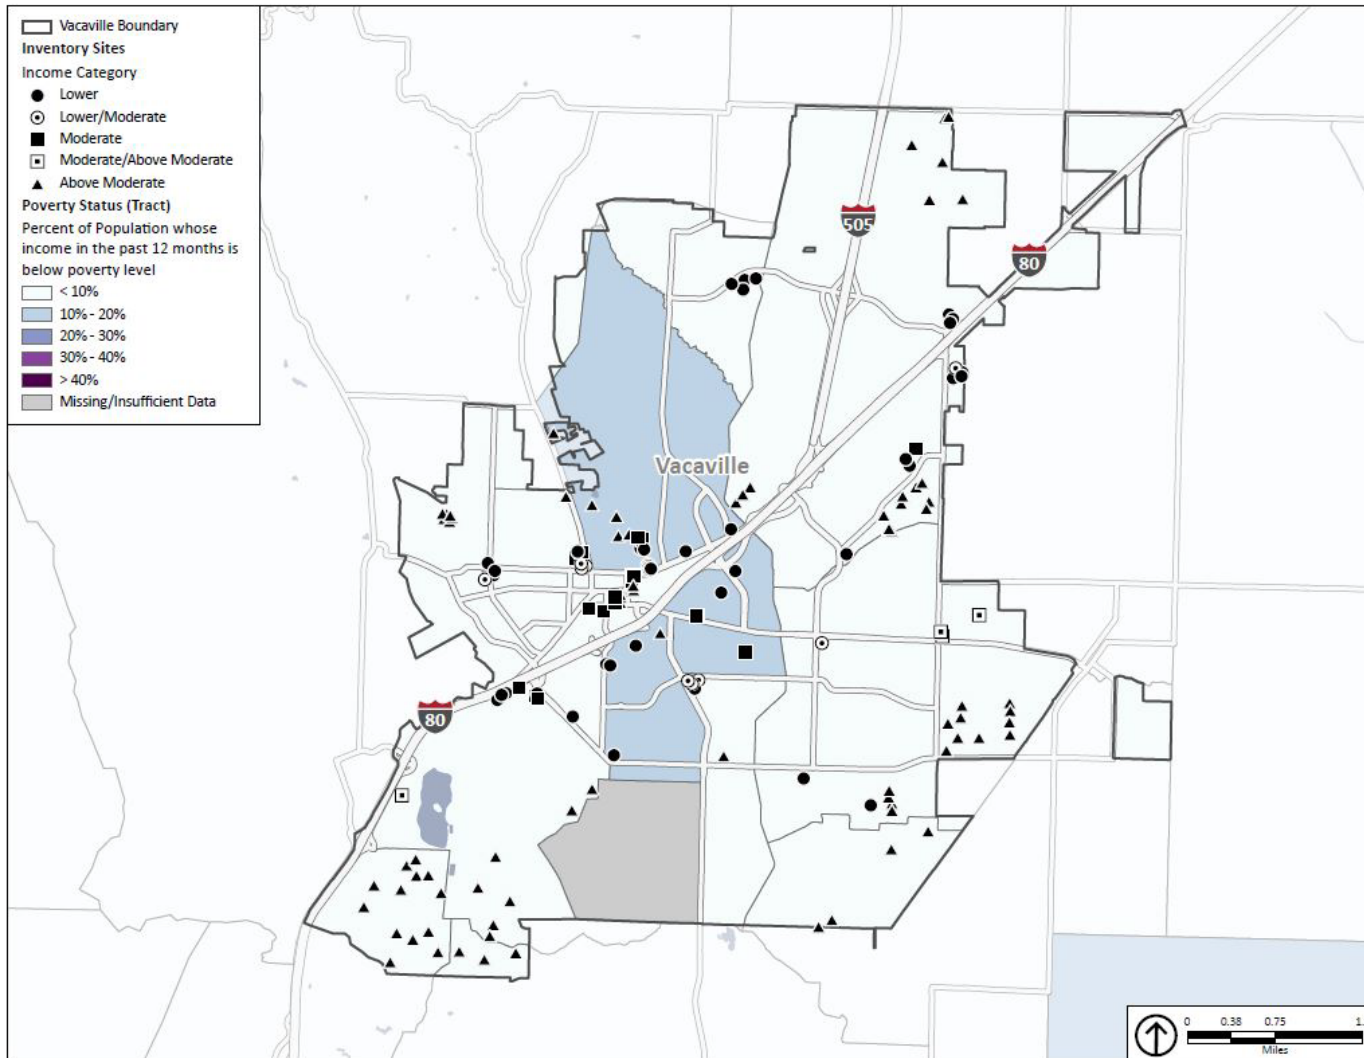 Vacaville Boundary
Inventory Sites
Income Category
Lower
Lower/Moderate
Moderate
Moderate/Above Moderate
Above Moderate
Poverty Status (Tract)
Percent of Population whose
income in the past 12 months is
below poverty level
< 10%
10% - 20%
20% - 30%
30% - 40%
> 40%
Missing/Insufficient Data
505
80
Vacaville
80
0 0.38 0.75
Miles